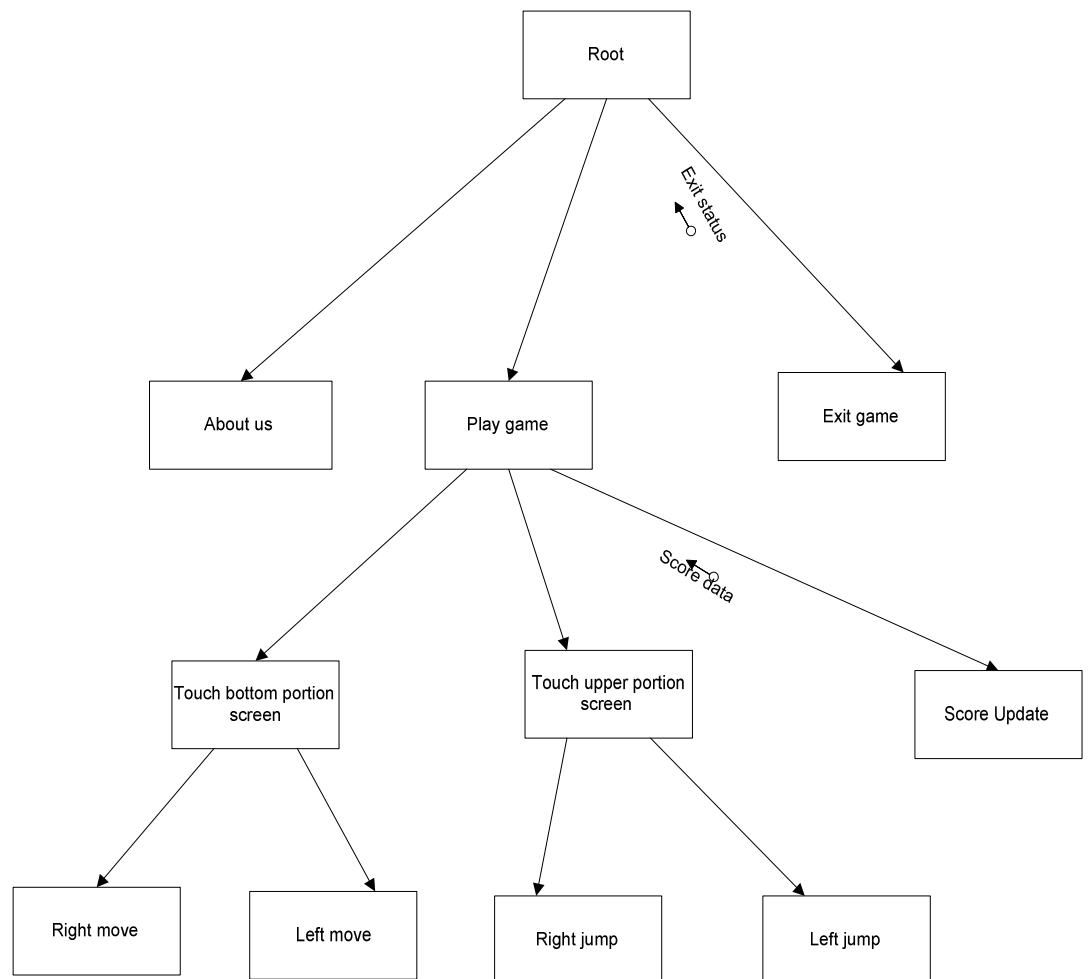 Root
Exit status
About us
Play game
Exit game
Score data
Touch bottom portion
screen
Touch upper portion
screen
Score Update
Right move
Left move
Right jump
Left jump